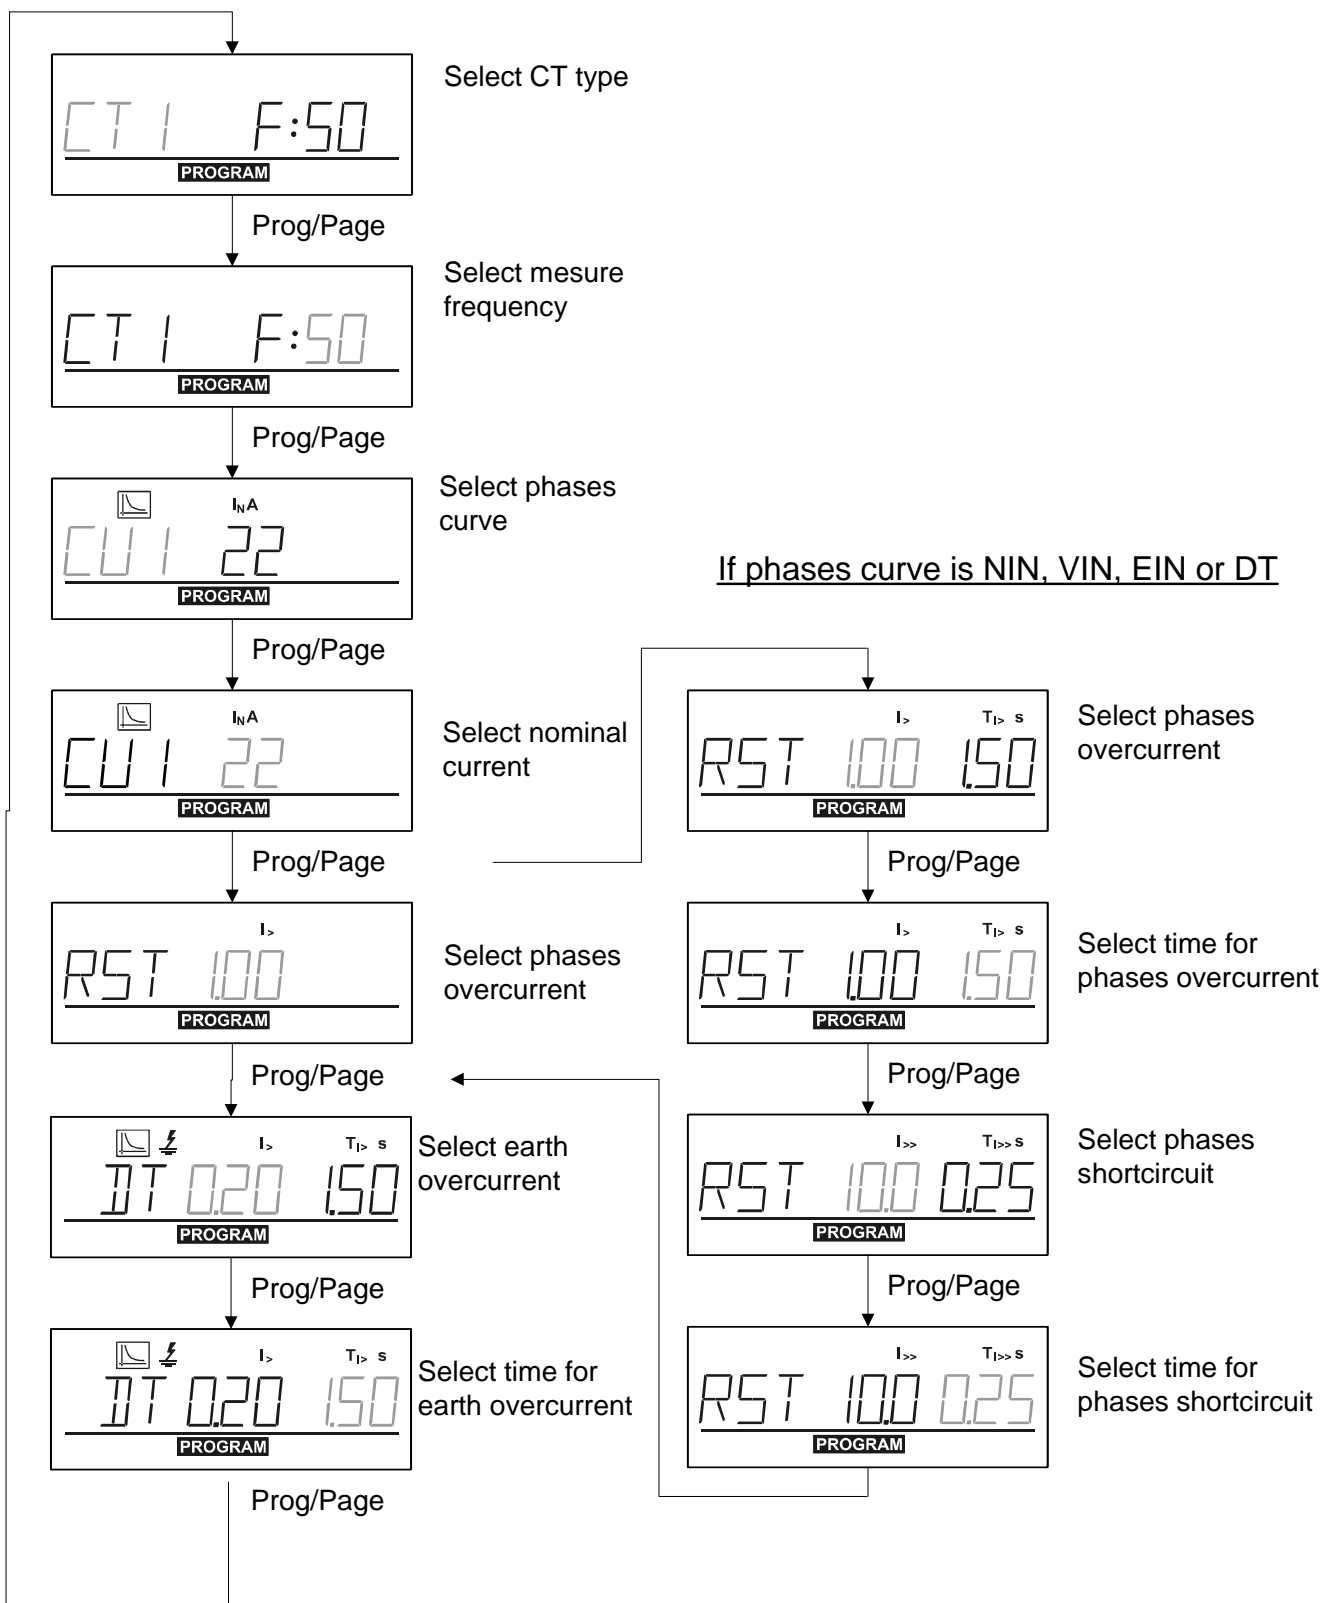 Select CT type
CT1 F:50
PROGRAM
Prog/Page
Select mesure
frequency
CT1 F:50
PROGRAM
Prog/Page
Select phases
curve
INA
CU1 22
PROGRAM
Prog/Page
Select nominal
current
INA
CU1 22
PROGRAM
Prog/Page
Select phases
overcurrent
I>
RST 1.00
PROGRAM
Prog/Page
Select earth
overcurrent
I> TI> s
DT 0.20 1.50
PROGRAM
Prog/Page
Select time for
earth overcurrent
I> TI> s
DT 0.20 1.50
PROGRAM
Prog/Page
If phases curve is NIN, VIN, EIN or DT
Select phases
overcurrent
I> TI> s
RST 1.00 1.50
PROGRAM
Prog/Page
Select time for
phases overcurrent
I> TI> s
RST 1.00 1.50
PROGRAM
Prog/Page
Select phases
shortcircuit
I>> TI>> s
RST 10.0 0.25
PROGRAM
Prog/Page
Select time for
phases shortcircuit
I>> TI>> s
RST 10.0 0.25
PROGRAM